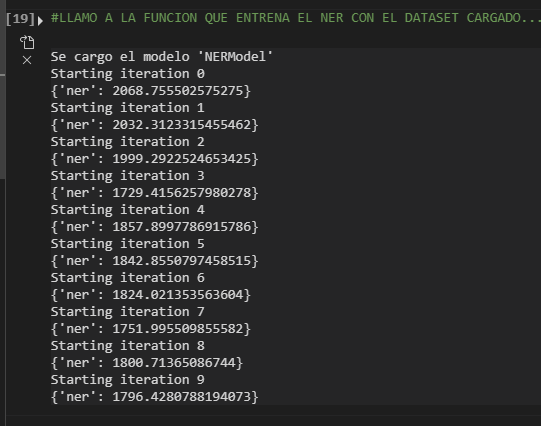 [19] #LLAMO A LA FUNCION QUE ENTRENA EL NER CON EL DATASET CARGADO...
Se cargo el modelo 'NERModel'
Starting iteration 0
{'ner': 2068.755502575275}
Starting iteration 1
{'ner': 2032.3123315455462}
Starting iteration 2
{'ner': 1999.2922524653425}
Starting iteration 3
{'ner': 1729.4156257980278}
Starting iteration 4
{'ner': 1857.8997786915786}
Starting iteration 5
{'ner': 1842.8550797458515}
Starting iteration 6
{'ner': 1824.021353563604}
Starting iteration 7
{'ner': 1751.995509855582}
Starting iteration 8
{'ner': 1800.71365086744}
Starting iteration 9
{'ner': 1796.4280788194073}